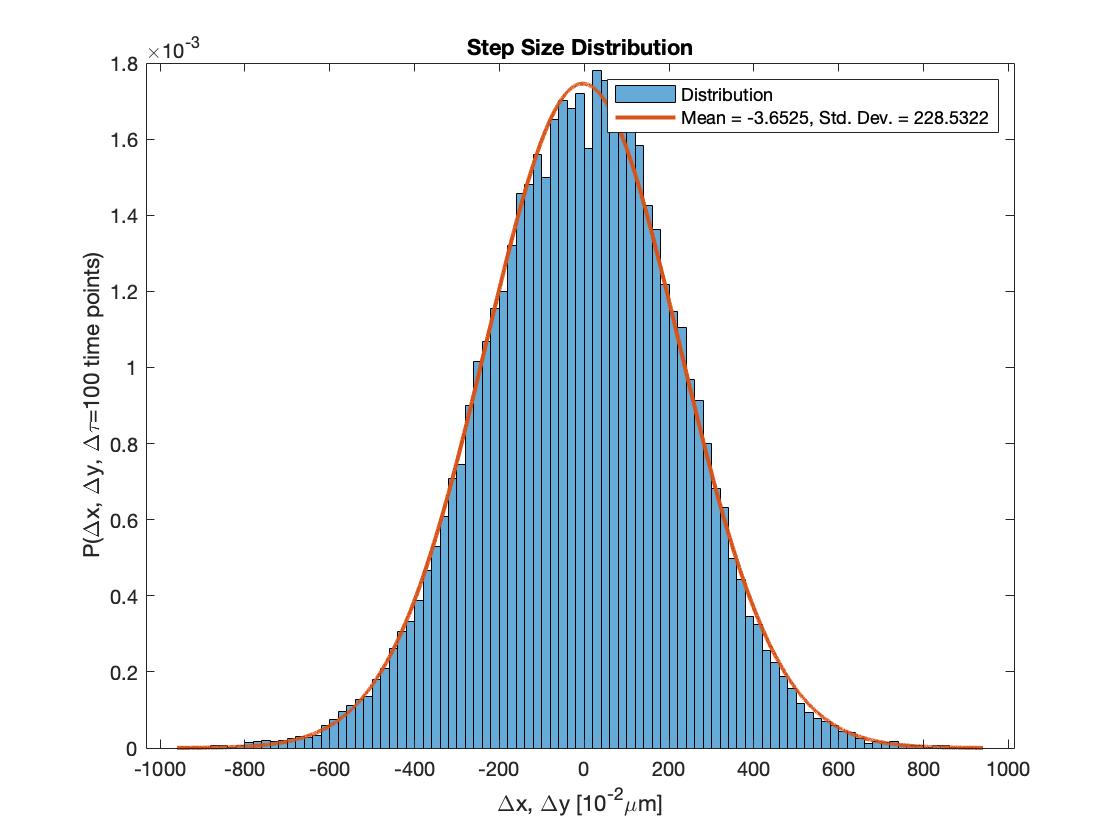 Step Size Distribution
×10⁻³
Distribution
Mean = -3.6525, Std. Dev. = 228.5322
P(Δx, Δy, Δτ=100 time points)
1.8
1.6
1.4
1.2
1
0.8
0.6
0.4
0.2
0
-1000 -800 -600 -400 -200 0 200 400 600 800 1000
Δx, Δy [10⁻²μm]